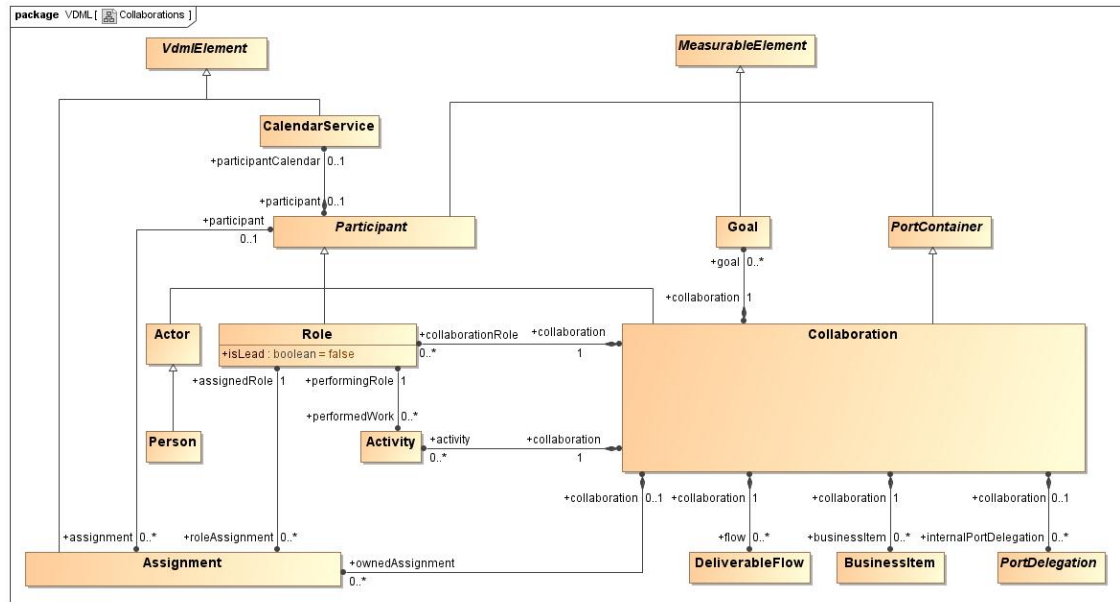 package VDML [ Collaborations ]
VdmlElement
MeasurableElement
CalendarService
+participantCalendar 0..1
+participant 0..1
+participant
0..1
Participant
Goal
PortContainer
+goal 0..*
+collaboration 1
Actor
Role
+isLead : boolean = false
+collaborationRole
0..*
+collaboration
1
Collaboration
+assignedRole 1
+performingRole 1
+performedWork 0..*
Person
Activity
+activity
0..*
+collaboration
1
+collaboration 0..1
+collaboration 1
+collaboration 1
+collaboration 0..1
+assignment 0..*
+roleAssignment 0..*
+flow 0..*
+businessItem 0..*
+internalPortDelegation 0..*
Assignment
+ownedAssignment
0..*
DeliverableFlow
BusinessItem
PortDelegation